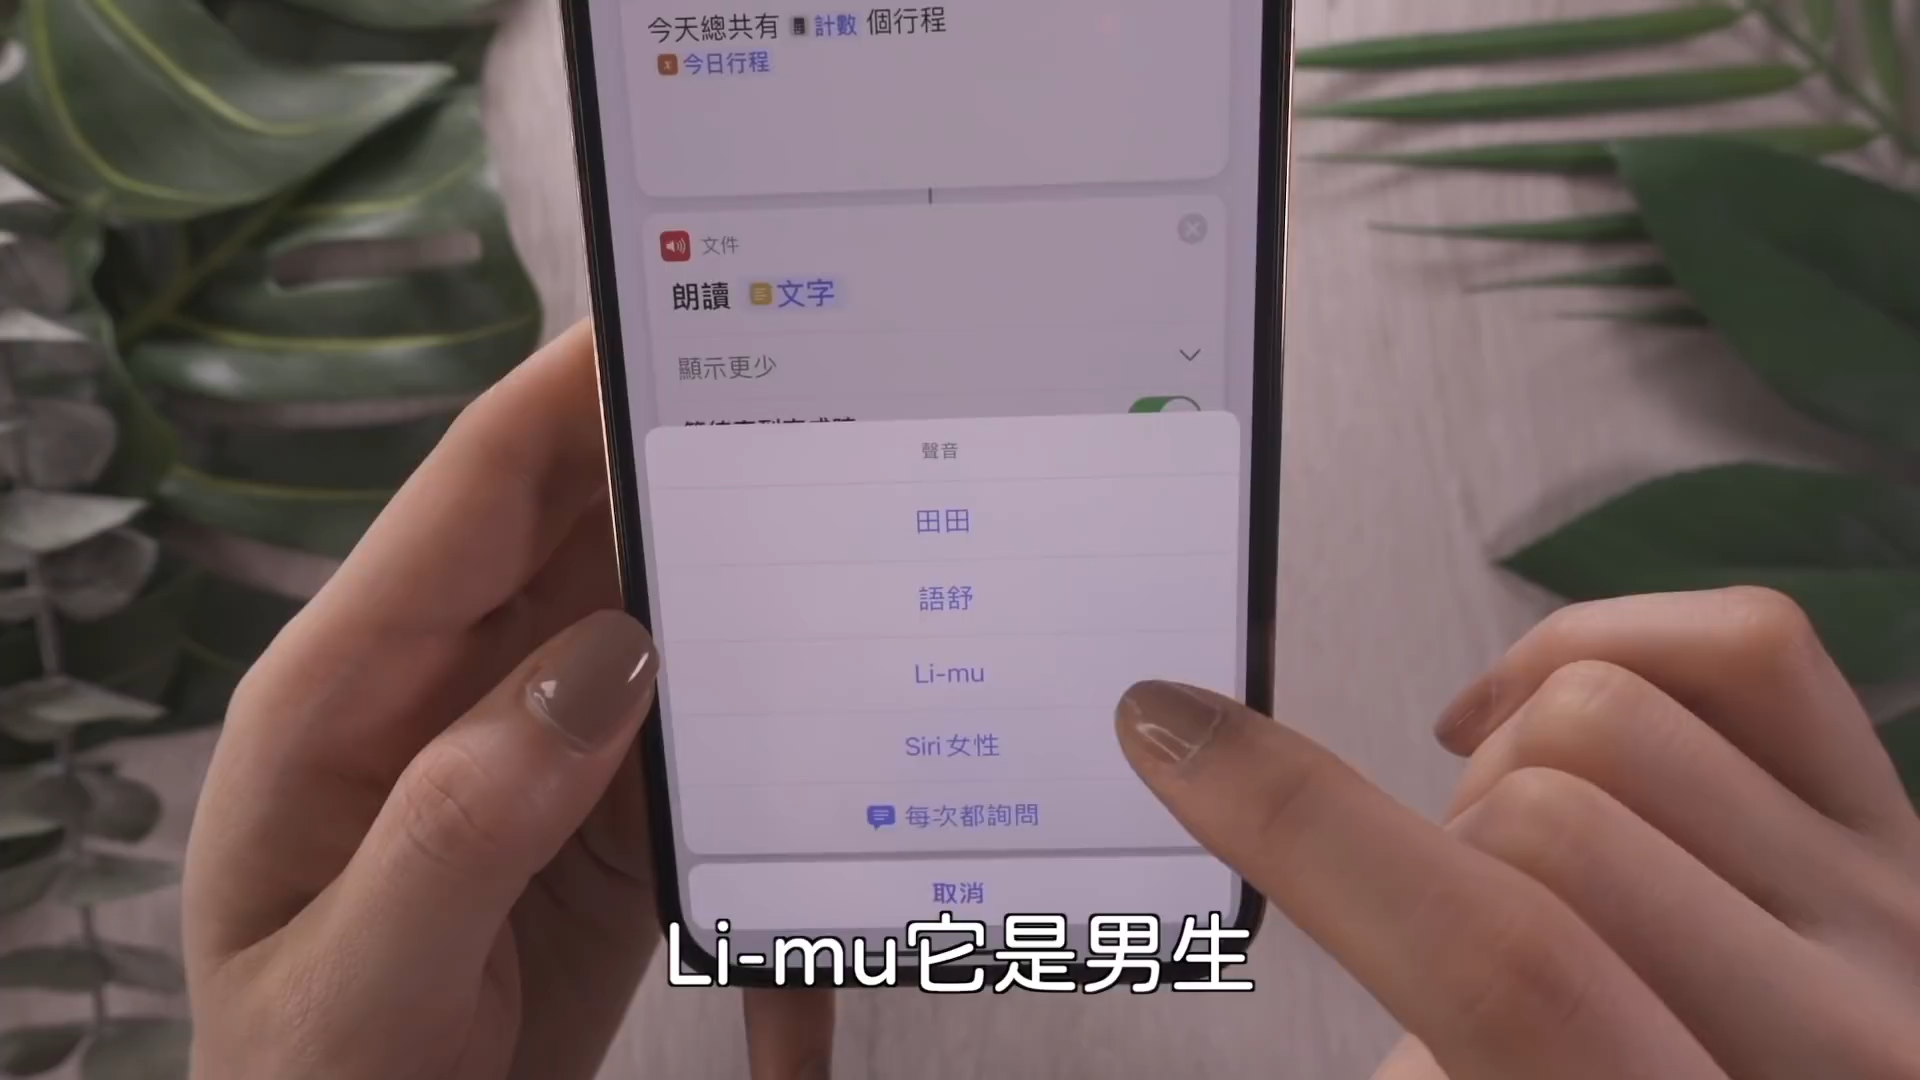 今天總共有 計數 個行程
今日行程
文件
朗讀 文字
顯示更少
聲音
田田
語舒
Li-mu
Siri 女性
每次都詢問
取消
Li-mu它是男生